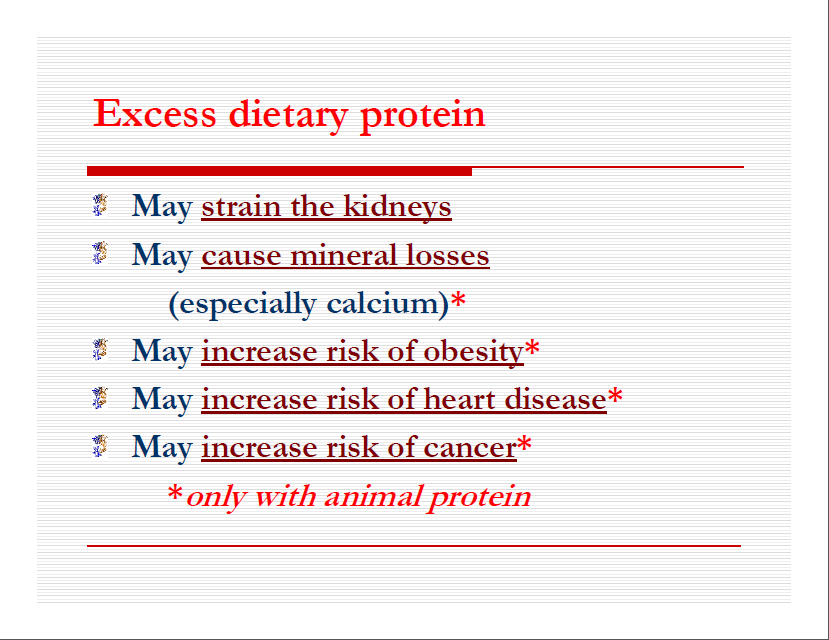 Excess dietary protein
May strain the kidneys
May cause mineral losses
(especially calcium)*
May increase risk of obesity*
May increase risk of heart disease*
May increase risk of cancer*
*only with animal protein